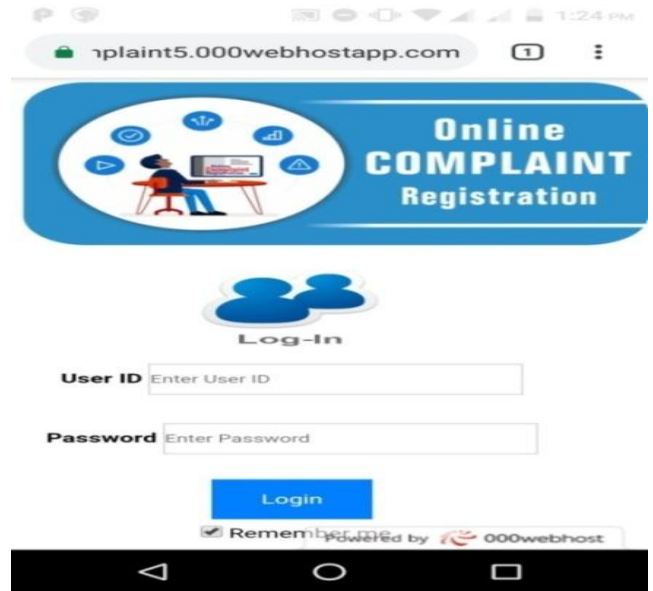 1:24 PM
nplaint5.000webhostapp.com
1
Online
COMPLAINT
Registration
Log-In
User ID Enter User ID
Password Enter Password
Login
Remember me
Powered by 000webhost